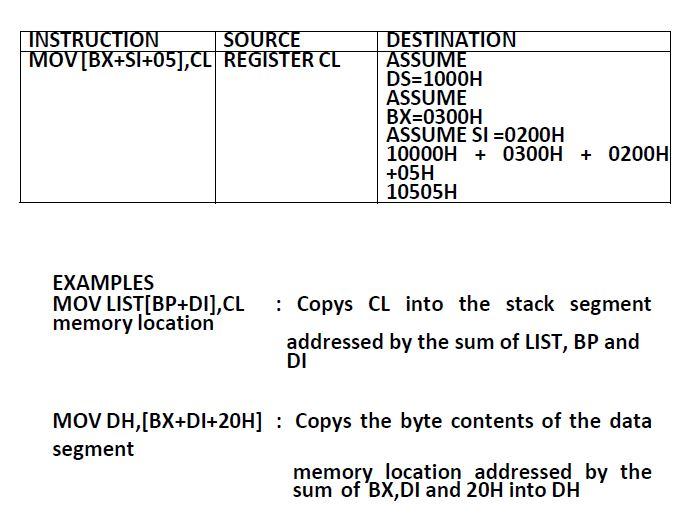 INSTRUCTION SOURCE DESTINATION
MOV [BX+SI+05],CL REGISTER CL ASSUME
DS=1000H
ASSUME
BX=0300H
ASSUME SI =0200H
10000H + 0300H + 0200H
+05H
10505H
EXAMPLES
MOV LIST[BP+DI],CL : Copys CL into the stack segment
memory location
addressed by the sum of LIST, BP and
DI
MOV DH,[BX+DI+20H] : Copys the byte contents of the data
segment
memory location addressed by the
sum of BX,DI and 20H into DH